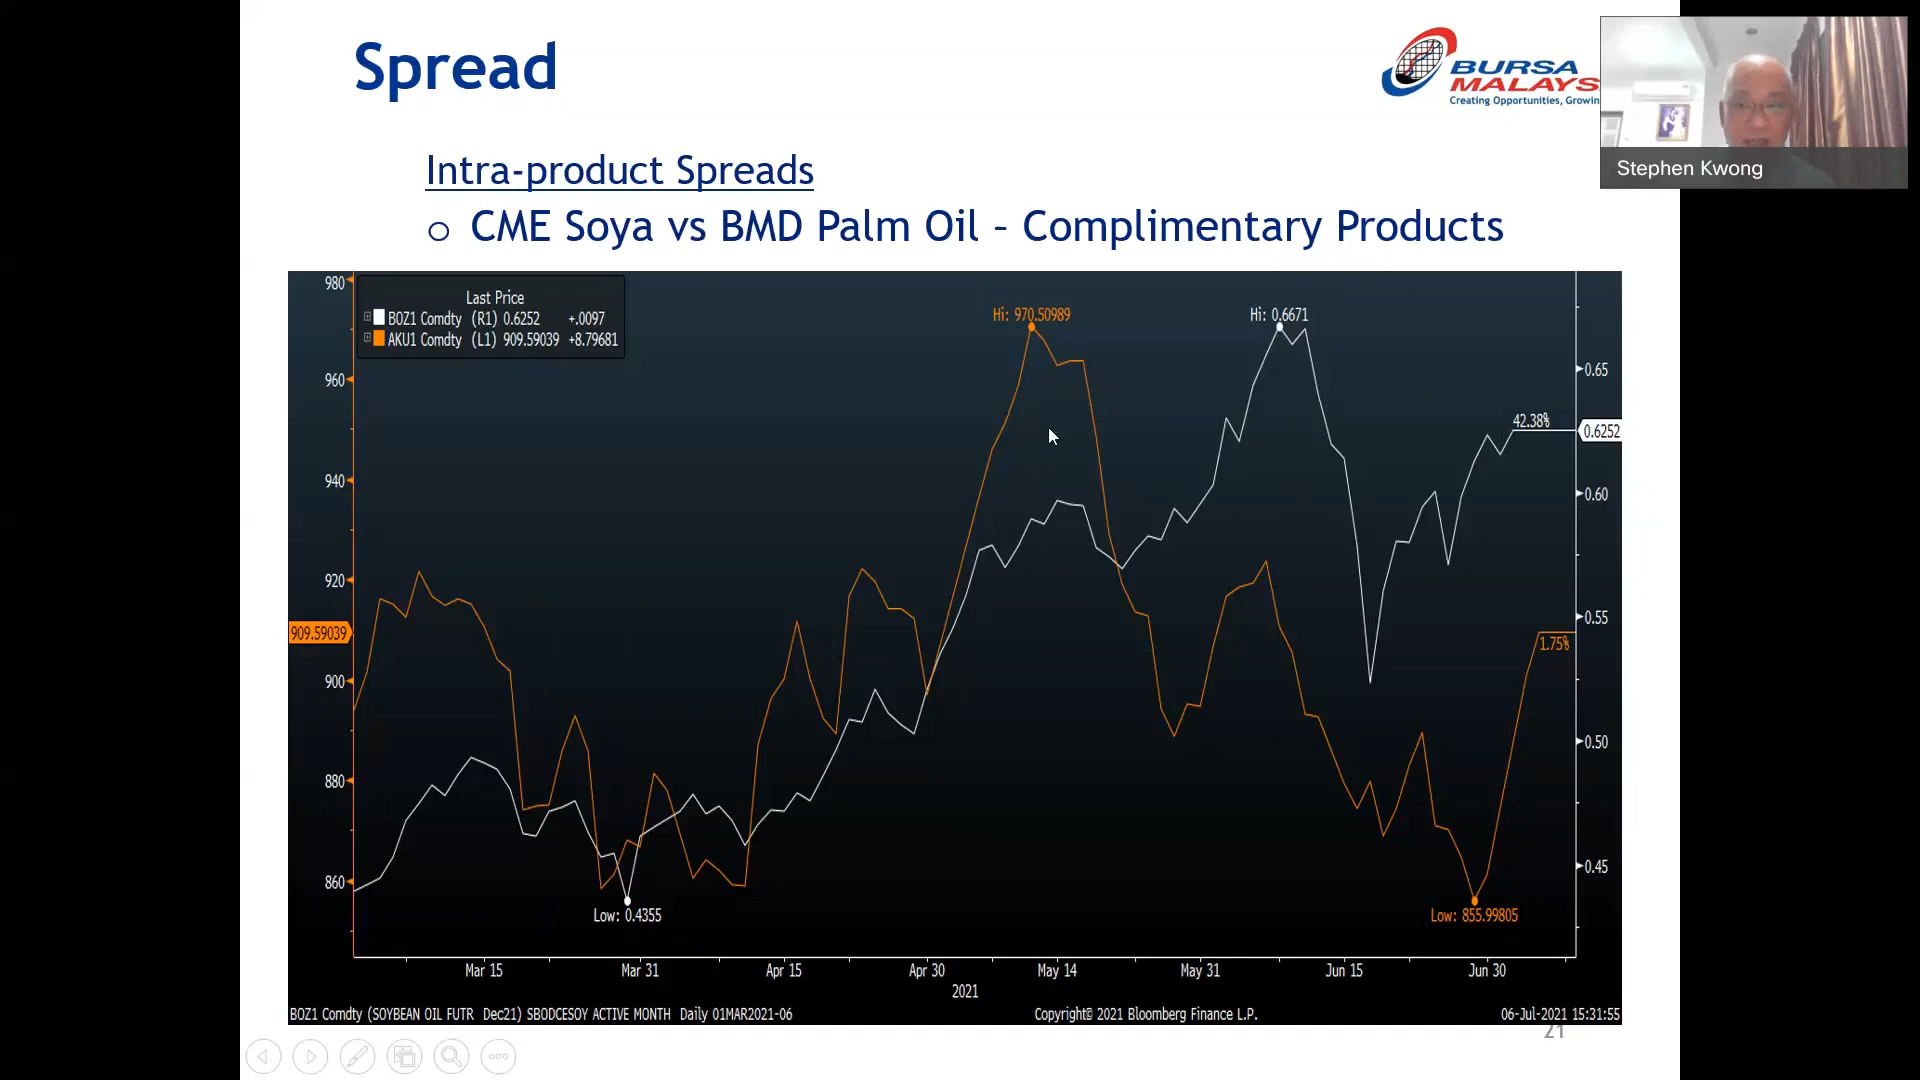 Spread
BURSA
MALAYS
Creating Opportunities, Growin
Stephen Kwong
Intra-product Spreads
o CME Soya vs BMD Palm Oil – Complimentary Products
Last Price
BOZ1 Comdty (R1) 0.6252 +.0097
AKU1 Comdty (L1) 909.59039 +8.79681
Hi: 970.50989
Hi: 0.6671
980
960
940
920
909.59039
900
880
860
0.65
42.38%
0.6252
0.60
0.55
1.75%
0.50
0.45
Low: 0.4355
Low: 855.99805
Mar 15
Mar 31
Apr 15
Apr 30
May 14
May 31
Jun 15
Jun 30
2021
BOZ1 Comdty (SOYBEAN OIL FUTR Dec21) SBODCESOY ACTIVE MONTH Daily 01MAR2021-06
Copyright© 2021 Bloomberg Finance L.P.
06-Jul-2021 15:31:55
21